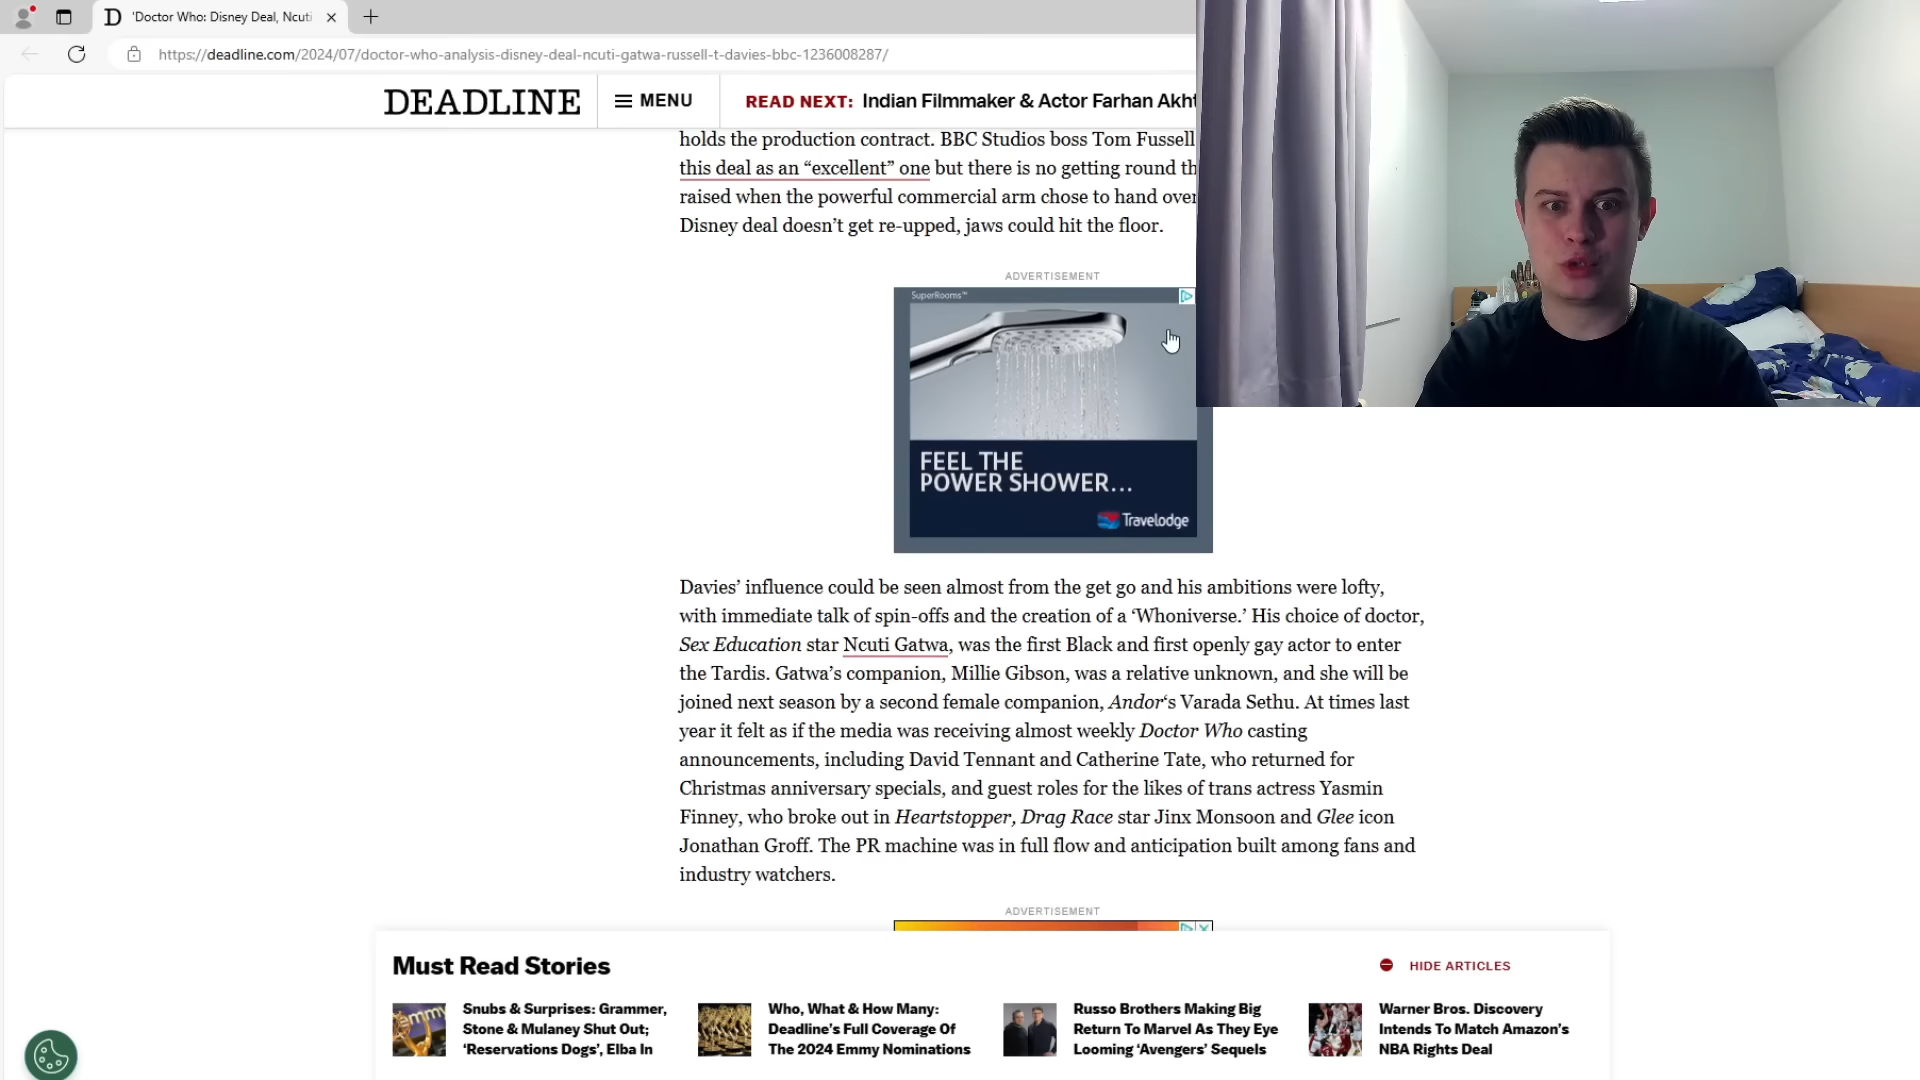 'Doctor Who: Disney Deal, Ncuti
https://deadline.com/2024/07/doctor-who-analysis-disney-deal-ncuti-gatwa-russell-t-davies-bbc-1236008287/
DEADLINE
MENU
READ NEXT: Indian Filmmaker & Actor Farhan Akht
holds the production contract. BBC Studios boss Tom Fussell
this deal as an “excellent” one but there is no getting round th
raised when the powerful commercial arm chose to hand over
Disney deal doesn’t get re-upped, jaws could hit the floor.
ADVERTISEMENT
SuperRooms™
FEEL THE
POWER SHOWER...
Travelodge
Davies’ influence could be seen almost from the get go and his ambitions were lofty,
with immediate talk of spin-offs and the creation of a ‘Whoniverse.’ His choice of doctor,
Sex Education star Ncuti Gatwa, was the first Black and first openly gay actor to enter
the Tardis. Gatwa’s companion, Millie Gibson, was a relative unknown, and she will be
joined next season by a second female companion, Andor‘s Varada Sethu. At times last
year it felt as if the media was receiving almost weekly Doctor Who casting
announcements, including David Tennant and Catherine Tate, who returned for
Christmas anniversary specials, and guest roles for the likes of trans actress Yasmin
Finney, who broke out in Heartstopper, Drag Race star Jinx Monsoon and Glee icon
Jonathan Groff. The PR machine was in full flow and anticipation built among fans and
industry watchers.
ADVERTISEMENT
Must Read Stories
HIDE ARTICLES
Snubs & Surprises: Grammer,
Stone & Mulaney Shut Out;
‘Reservations Dogs’, Elba In
Who, What & How Many:
Deadline’s Full Coverage Of
The 2024 Emmy Nominations
Russo Brothers Making Big
Return To Marvel As They Eye
Looming ‘Avengers’ Sequels
Warner Bros. Discovery
Intends To Match Amazon’s
NBA Rights Deal